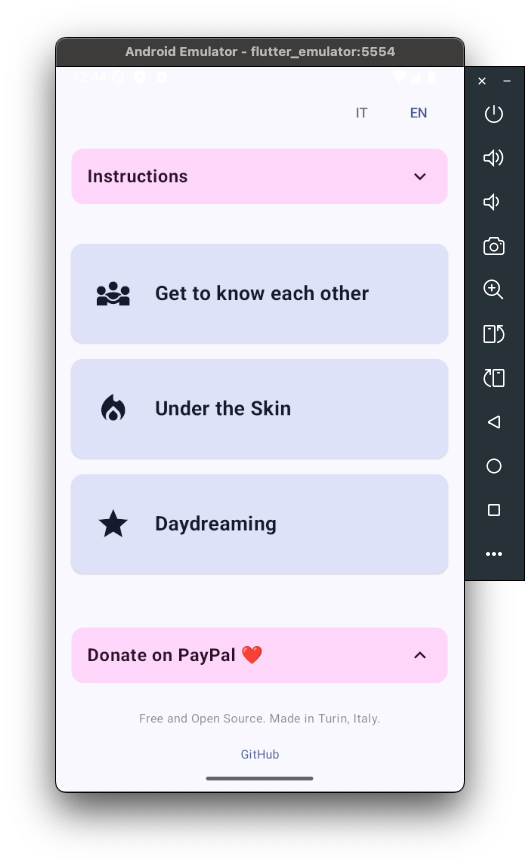 Android Emulator - flutter_emulator:5554
12:44
IT EN
Instructions
Get to know each other
Under the Skin
Daydreaming
Donate on PayPal ❤️
Free and Open Source. Made in Turin, Italy.
GitHub